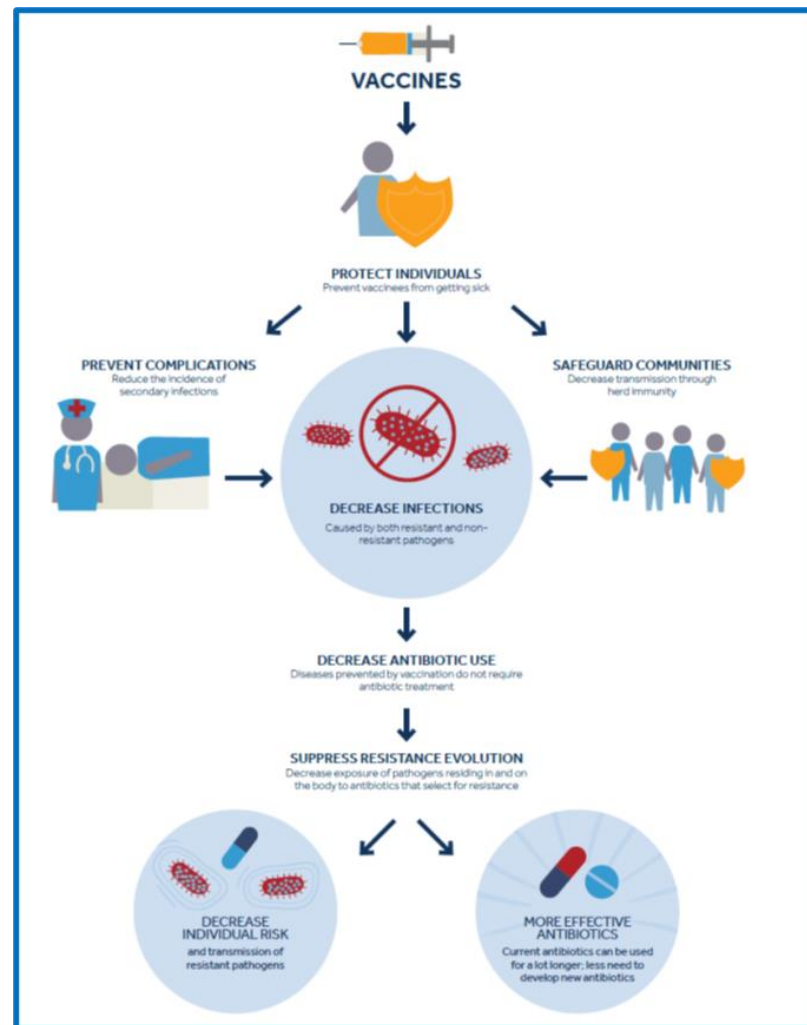 VACCINES
PROTECT INDIVIDUALS
Prevent vaccinees from getting sick
PREVENT COMPLICATIONS
Reduce the incidence of
secondary infections
SAFEGUARD COMMUNITIES
Decrease transmission through
herd immunity
DECREASE INFECTIONS
Caused by both resistant and non-
resistant pathogens
DECREASE ANTIBIOTIC USE
Diseases prevented by vaccination do not require
antibiotic treatment
SUPPRESS RESISTANCE EVOLUTION
Decrease exposure of pathogens residing in and on
the body to antibiotics that select for resistance
DECREASE
INDIVIDUAL RISK
and transmission of
resistant pathogens
MORE EFFECTIVE
ANTIBIOTICS
Current antibiotics can be used
for a lot longer; less need to
develop new antibiotics